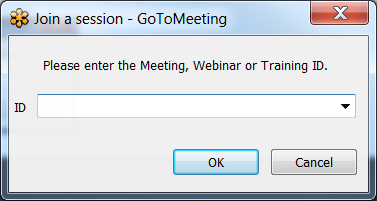 Join a session - GoToMeeting
Please enter the Meeting, Webinar or Training ID.
ID
OK
Cancel